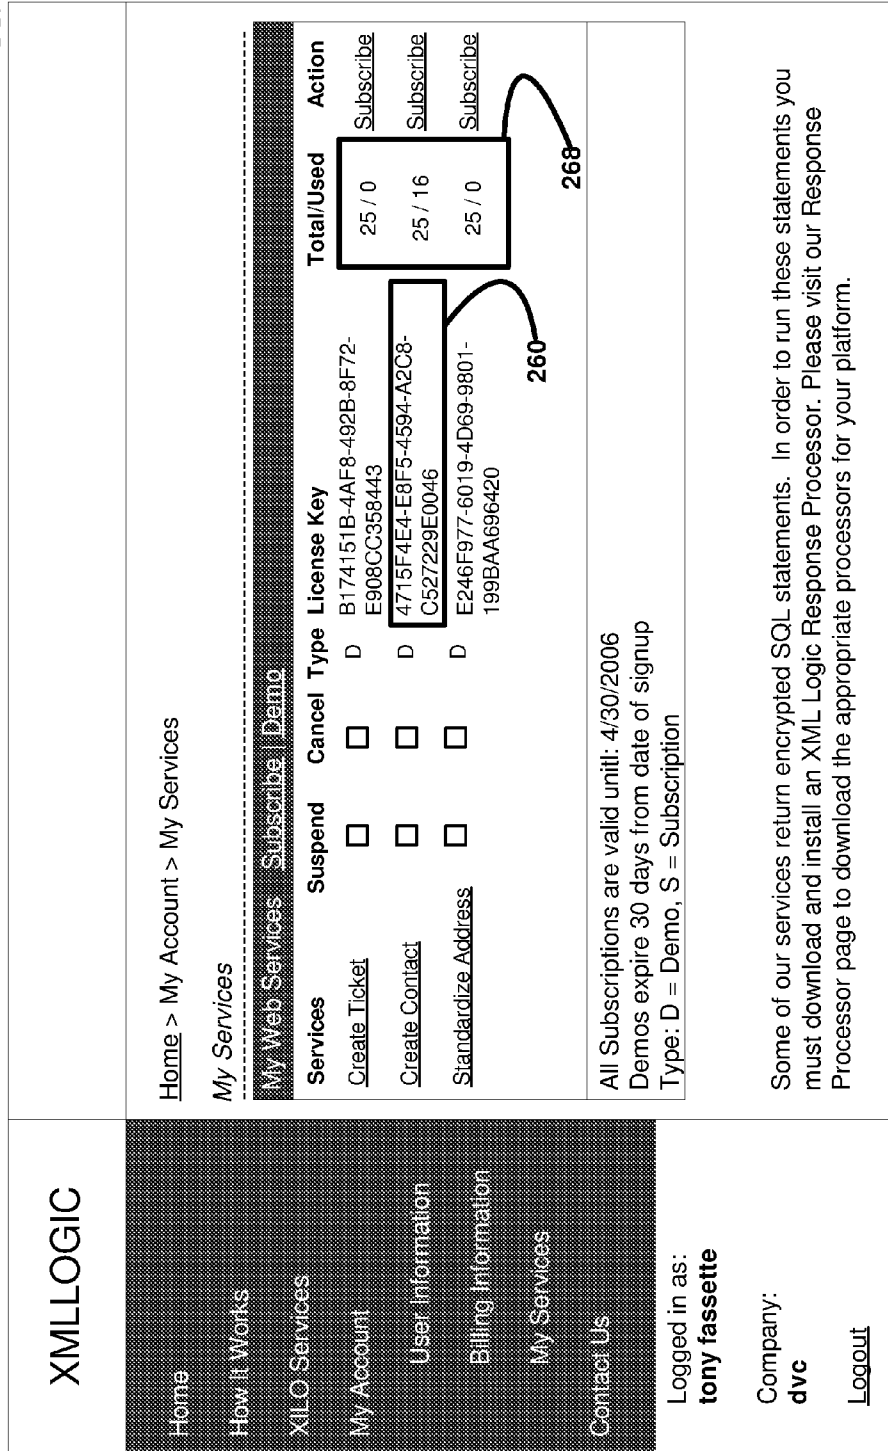 XMLLOGIC
Home
How It Works
XILO Services
My Account
User Information
Billing Information
My Services
Contact Us
Logged in as:
tony fassette
Company:
dvc
Logout
Home > My Account > My Services
My Services
My Web Services Subscribe | Demo
Services Suspend Cancel Type License Key Total/Used Action
Create Ticket D B174151B-4AF8-492B-8F72- 25 / 0 Subscribe
E908CC358443
Create Contact D 4715F4E4-E8F5-4594-A2C8- 25 / 16 Subscribe
C527229E0046
Standardize Address D E246F977-6019-4D69-9801- 25 / 0 Subscribe
199BAA696420
260
268
All Subscriptions are valid unitl: 4/30/2006
Demos expire 30 days from date of signup
Type: D = Demo, S = Subscription
Some of our services return encrypted SQL statements. In order to run these statements you
must download and install an XML Logic Response Processor. Please visit our Response
Processor page to download the appropriate processors for your platform.